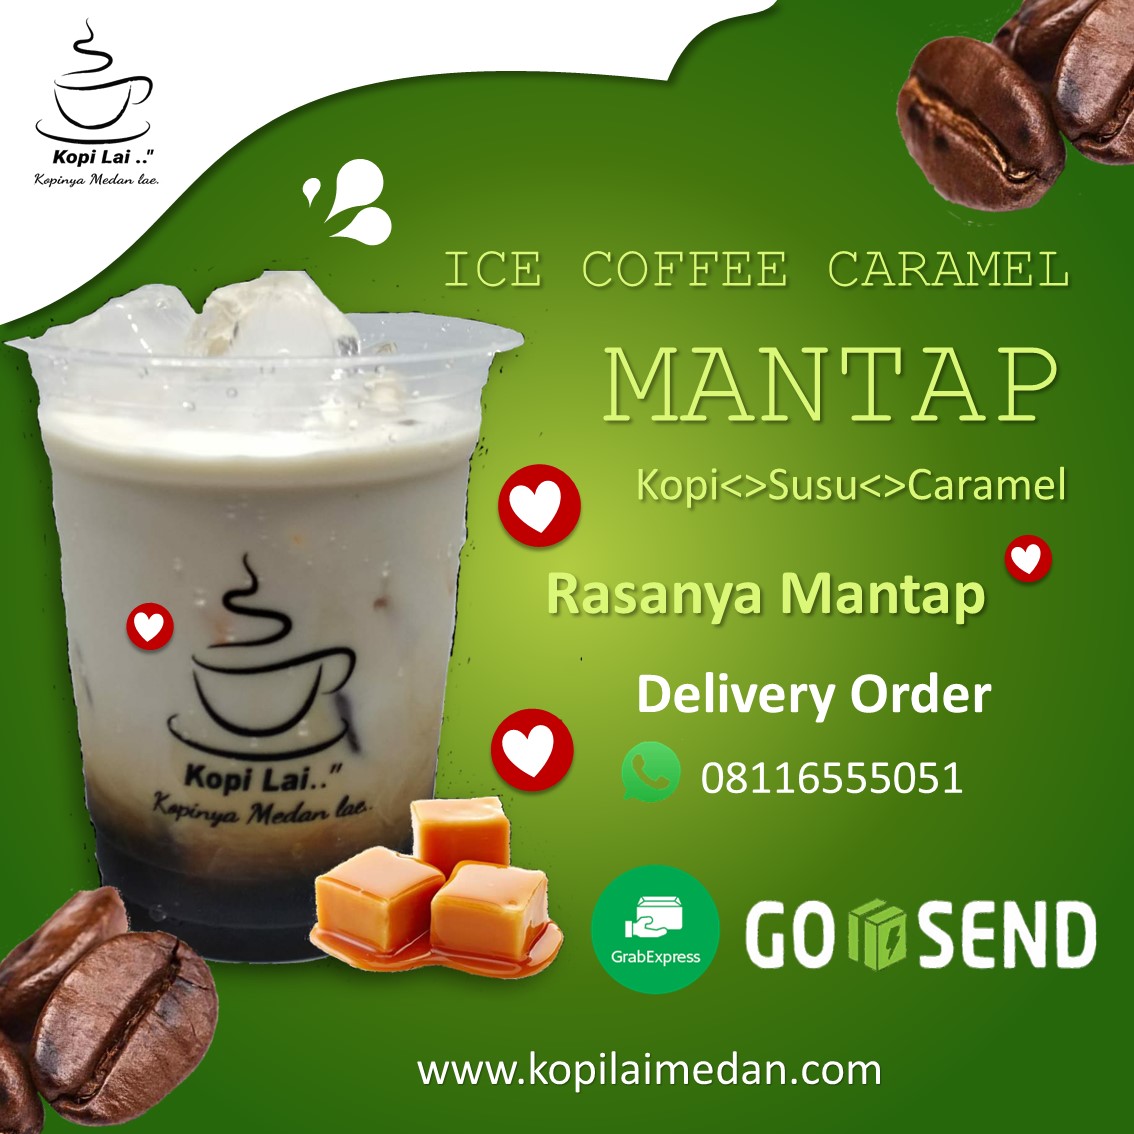 Kopi Lai .."
Kopinya Medan lae.
ICE COFFEE CARAMEL
MANTAP
Kopi<>Susu<>Caramel
Rasanya Mantap
Delivery Order
08116555051
Kopi Lai.."
Kopinya Medan lae..
GrabExpress
GO SEND
www.kopilaimedan.com